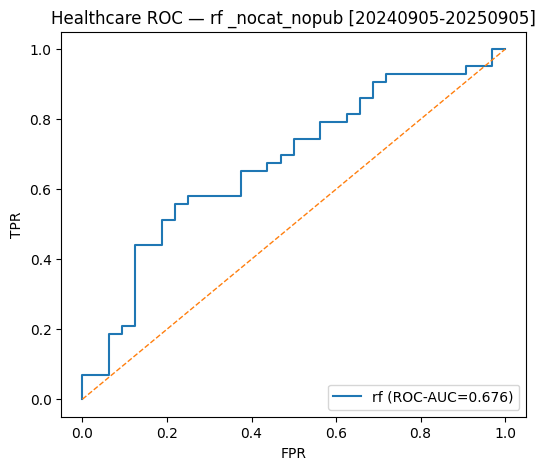 Healthcare ROC — rf _nocat_nopub [20240905-20250905]
TPR
1.0
0.8
0.6
0.4
0.2
0.0
rf (ROC-AUC=0.676)
0.0 0.2 0.4 0.6 0.8 1.0
FPR